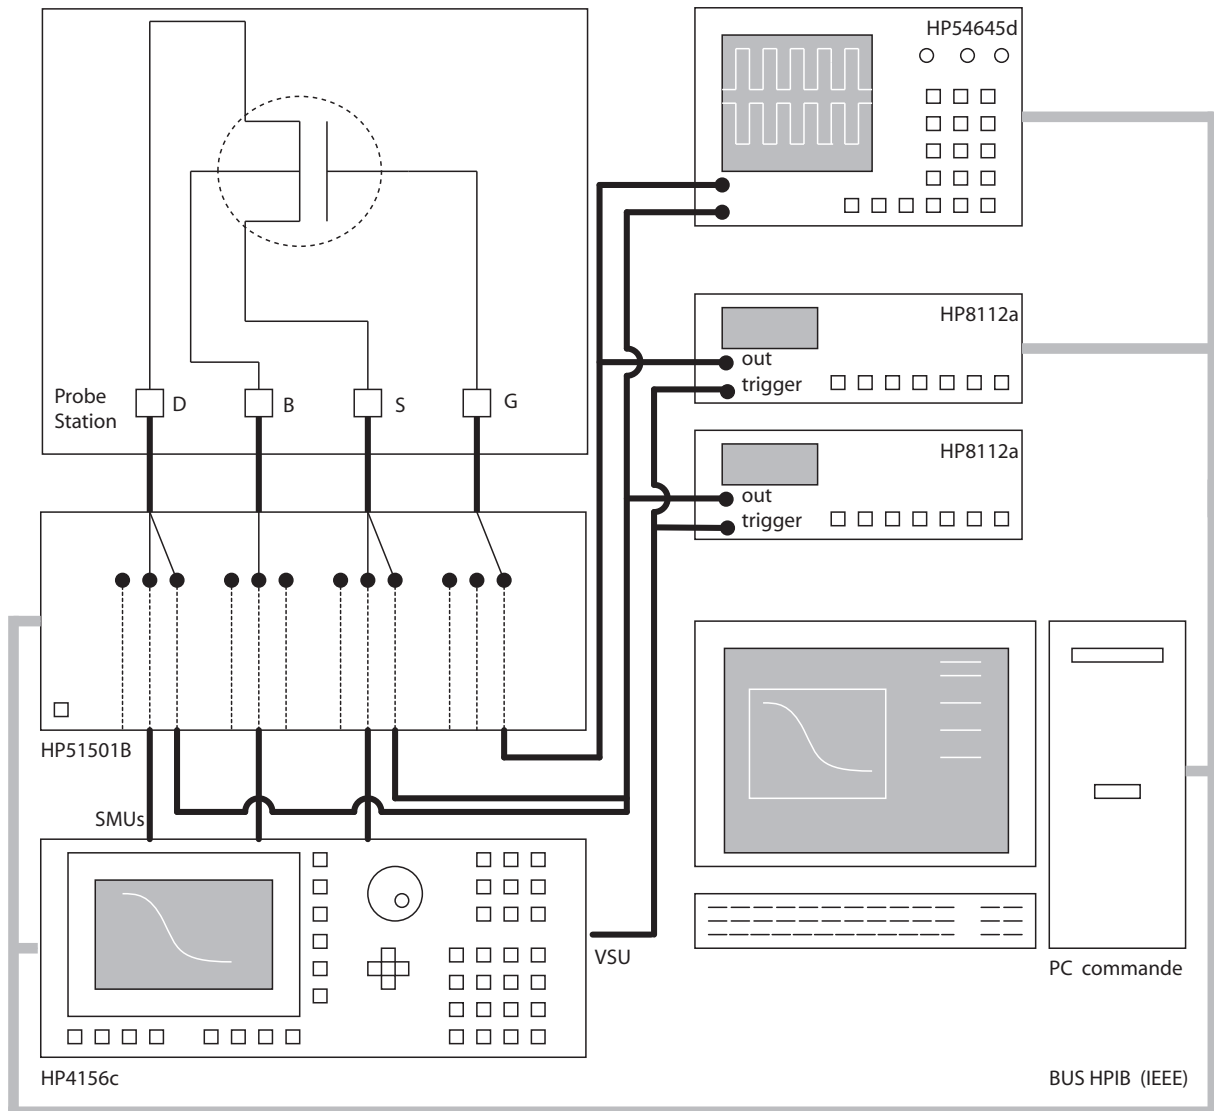 HP54645d
HP8112a
out
trigger
Probe
Station
D
B
S
G
HP8112a
out
trigger
HP51501B
SMUs
VSU
PC commande
HP4156c
BUS HPIB (IEEE)